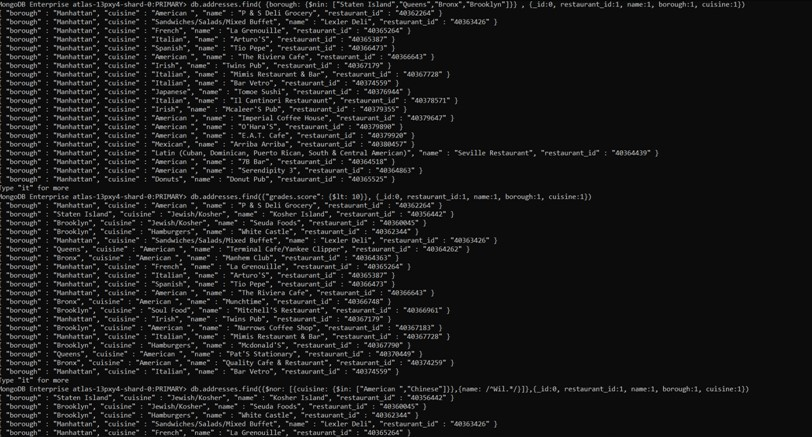 MongoDB Enterprise atlas-13pxy4-shard-0:PRIMARY> db.addresses.find( {borough: {$nin: ["Staten Island","Queens","Bronx","Brooklyn"]}} , {_id:0, restaurant_id:1, name:1, borough:1, cuisine:1})
"borough" : "Manhattan", "cuisine" : "American ", "name" : "P & S Deli Grocery", "restaurant_id" : "40362264" }
"borough" : "Manhattan", "cuisine" : "Sandwiches/Salads/Mixed Buffet", "name" : "Lexler Deli", "restaurant_id" : "40363426" }
"borough" : "Manhattan", "cuisine" : "French", "name" : "La Grenouille", "restaurant_id" : "40365264" }
"borough" : "Manhattan", "cuisine" : "Italian", "name" : "Arturo'S", "restaurant_id" : "40365387" }
"borough" : "Manhattan", "cuisine" : "Spanish", "name" : "Tio Pepe", "restaurant_id" : "40366473" }
"borough" : "Manhattan", "cuisine" : "American ", "name" : "The Riviera Cafe", "restaurant_id" : "40366643" }
"borough" : "Manhattan", "cuisine" : "Irish", "name" : "Twins Pub", "restaurant_id" : "40367179" }
"borough" : "Manhattan", "cuisine" : "Italian", "name" : "Mimis Restaurant & Bar", "restaurant_id" : "40367728" }
"borough" : "Manhattan", "cuisine" : "Italian", "name" : "Bar Vetro", "restaurant_id" : "40374559" }
"borough" : "Manhattan", "cuisine" : "Japanese", "name" : "Tomoe Sushi", "restaurant_id" : "40376944" }
"borough" : "Manhattan", "cuisine" : "Italian", "name" : "Il Cantinori Restauraunt", "restaurant_id" : "40378571" }
"borough" : "Manhattan", "cuisine" : "Irish", "name" : "Mcaleer'S Pub", "restaurant_id" : "40379355" }
"borough" : "Manhattan", "cuisine" : "American ", "name" : "Imperial Coffee House", "restaurant_id" : "40379647" }
"borough" : "Manhattan", "cuisine" : "American ", "name" : "O'Hara'S", "restaurant_id" : "40379890" }
"borough" : "Manhattan", "cuisine" : "American ", "name" : "E.A.T. Cafe", "restaurant_id" : "40379920" }
"borough" : "Manhattan", "cuisine" : "Mexican", "name" : "Arriba Arriba", "restaurant_id" : "40380457" }
"borough" : "Manhattan", "cuisine" : "Latin (Cuban, Dominican, Puerto Rican, South & Central American)", "name" : "Seville Restaurant", "restaurant_id" : "40364439" }
"borough" : "Manhattan", "cuisine" : "American ", "name" : "7B Bar", "restaurant_id" : "40364518" }
"borough" : "Manhattan", "cuisine" : "American ", "name" : "Serendipity 3", "restaurant_id" : "40364863" }
"borough" : "Manhattan", "cuisine" : "Donuts", "name" : "Donut Pub", "restaurant_id" : "40365525" }
Type "it" for more
MongoDB Enterprise atlas-13pxy4-shard-0:PRIMARY> db.addresses.find({"grades.score": {$lt: 10}}, {_id:0, restaurant_id:1, name:1, borough:1, cuisine:1})
"borough" : "Manhattan", "cuisine" : "American ", "name" : "P & S Deli Grocery", "restaurant_id" : "40362264" }
"borough" : "Staten Island", "cuisine" : "Jewish/Kosher", "name" : "Kosher Island", "restaurant_id" : "40356442" }
"borough" : "Brooklyn", "cuisine" : "Jewish/Kosher", "name" : "Seuda Foods", "restaurant_id" : "40360045" }
"borough" : "Brooklyn", "cuisine" : "Hamburgers", "name" : "White Castle", "restaurant_id" : "40362344" }
"borough" : "Manhattan", "cuisine" : "Sandwiches/Salads/Mixed Buffet", "name" : "Lexler Deli", "restaurant_id" : "40363426" }
"borough" : "Queens", "cuisine" : "American ", "name" : "Terminal Cafe/Yankee Clipper", "restaurant_id" : "40364262" }
"borough" : "Bronx", "cuisine" : "American ", "name" : "Manhem Club", "restaurant_id" : "40364363" }
"borough" : "Manhattan", "cuisine" : "French", "name" : "La Grenouille", "restaurant_id" : "40365264" }
"borough" : "Manhattan", "cuisine" : "Italian", "name" : "Arturo'S", "restaurant_id" : "40365387" }
"borough" : "Manhattan", "cuisine" : "Spanish", "name" : "Tio Pepe", "restaurant_id" : "40366473" }
"borough" : "Manhattan", "cuisine" : "American ", "name" : "The Riviera Cafe", "restaurant_id" : "40366643" }
"borough" : "Bronx", "cuisine" : "American ", "name" : "Munchtime", "restaurant_id" : "40366748" }
"borough" : "Brooklyn", "cuisine" : "Soul Food", "name" : "Mitchell'S Restaurant", "restaurant_id" : "40366961" }
"borough" : "Manhattan", "cuisine" : "Irish", "name" : "Twins Pub", "restaurant_id" : "40367179" }
"borough" : "Brooklyn", "cuisine" : "American ", "name" : "Narrows Coffee Shop", "restaurant_id" : "40367183" }
"borough" : "Manhattan", "cuisine" : "Italian", "name" : "Mimis Restaurant & Bar", "restaurant_id" : "40367728" }
"borough" : "Brooklyn", "cuisine" : "Hamburgers", "name" : "Mcdonald'S", "restaurant_id" : "40367790" }
"borough" : "Queens", "cuisine" : "American ", "name" : "Pat'S Stationary", "restaurant_id" : "40370449" }
"borough" : "Bronx", "cuisine" : "American ", "name" : "Quality Cafe & Restaurant", "restaurant_id" : "40374259" }
"borough" : "Manhattan", "cuisine" : "Italian", "name" : "Bar Vetro", "restaurant_id" : "40374559" }
Type "it" for more
MongoDB Enterprise atlas-13pxy4-shard-0:PRIMARY> db.addresses.find({$nor: [{cuisine: {$in: ["American ","Chinese"]}},{name: /^Wil.*/}]},{_id:0, restaurant_id:1, name:1, borough:1, cuisine:1})
"borough" : "Staten Island", "cuisine" : "Jewish/Kosher", "name" : "Kosher Island", "restaurant_id" : "40356442" }
"borough" : "Brooklyn", "cuisine" : "Jewish/Kosher", "name" : "Seuda Foods", "restaurant_id" : "40360045" }
"borough" : "Brooklyn", "cuisine" : "Hamburgers", "name" : "White Castle", "restaurant_id" : "40362344" }
"borough" : "Manhattan", "cuisine" : "Sandwiches/Salads/Mixed Buffet", "name" : "Lexler Deli", "restaurant_id" : "40363426" }
"borough" : "Manhattan", "cuisine" : "French", "name" : "La Grenouille", "restaurant_id" : "40365264" }